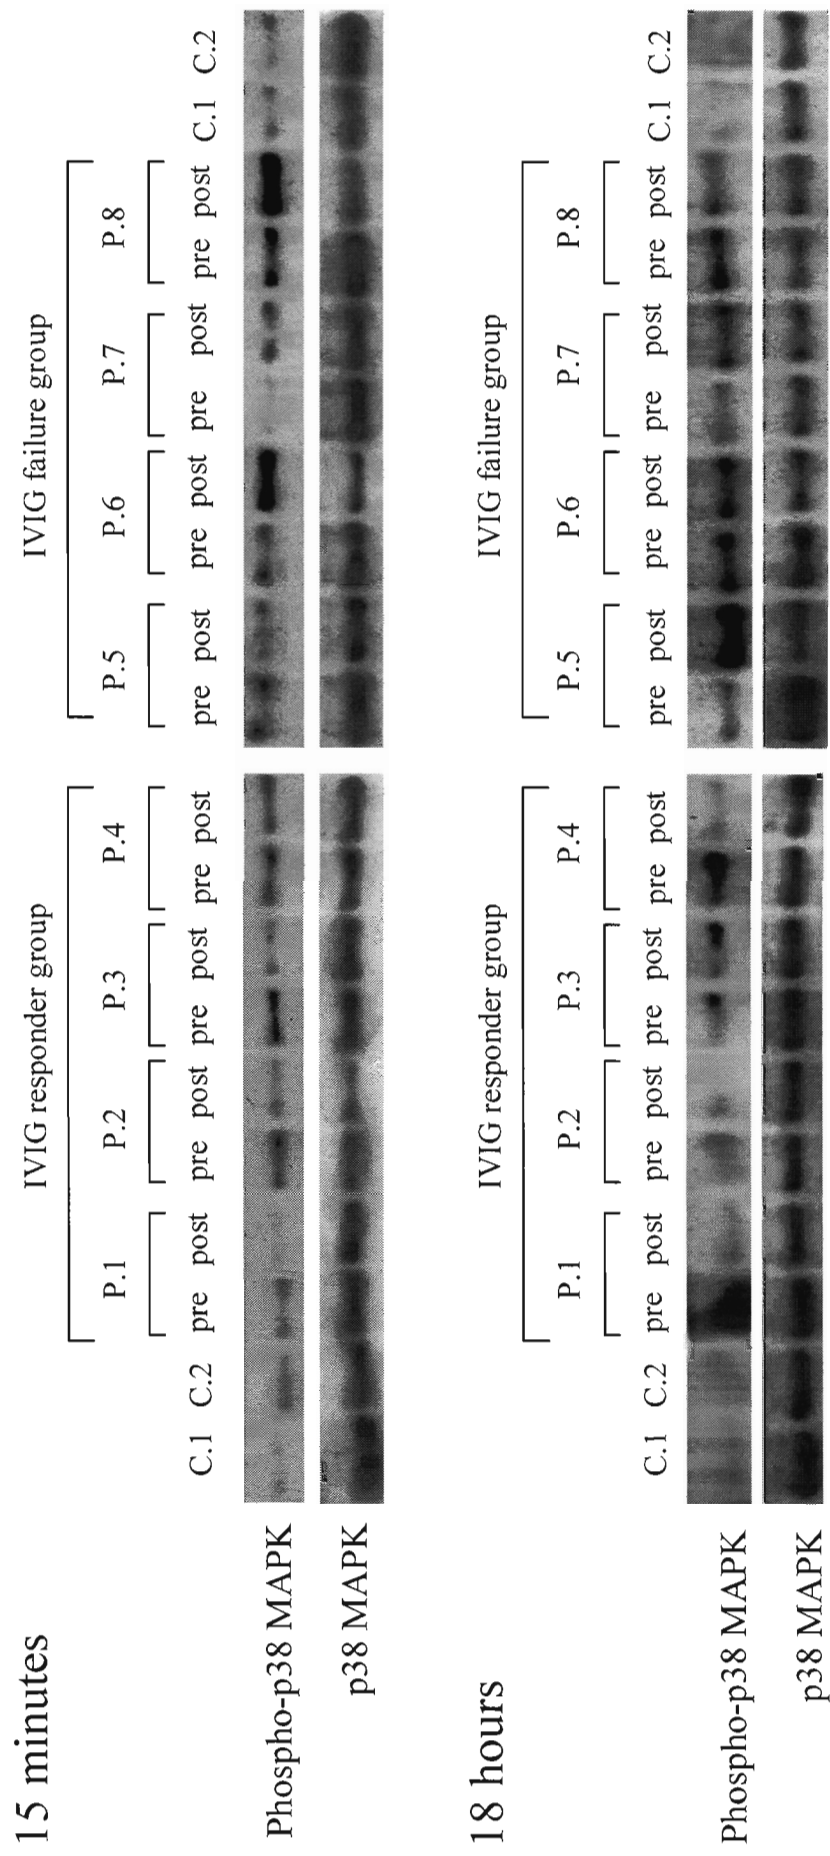 15 minutes
IVIG responder group IVIG failure group
P.1 P.2 P.3 P.4 P.5 P.6 P.7 P.8
C.1 C.2 pre post pre post pre post pre post pre post pre post pre post pre post C.1 C.2
Phospho-p38 MAPK
p38 MAPK
18 hours
IVIG responder group IVIG failure group
P.1 P.2 P.3 P.4 P.5 P.6 P.7 P.8
C.1 C.2 pre post pre post pre post pre post pre post pre post pre post pre post C.1 C.2
Phospho-p38 MAPK
p38 MAPK